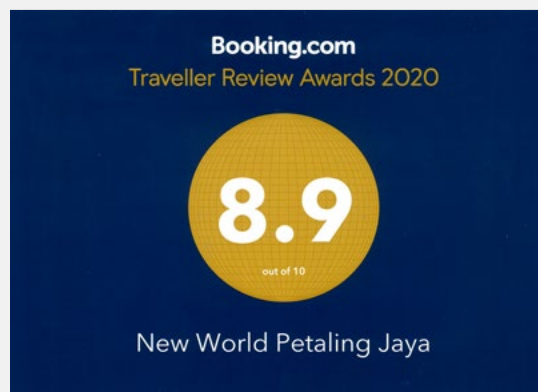 Booking.com
Traveller Review Awards 2020
8.9
out of 10
New World Petaling Jaya